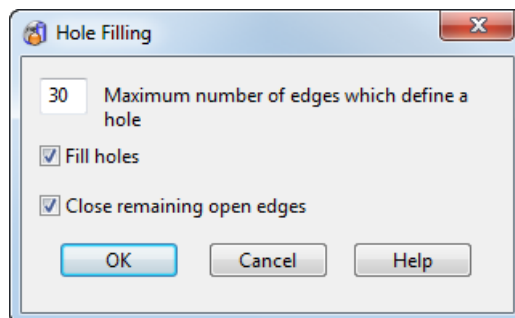 Hole Filling
30 Maximum number of edges which define a
hole
Fill holes
Close remaining open edges
OK Cancel Help